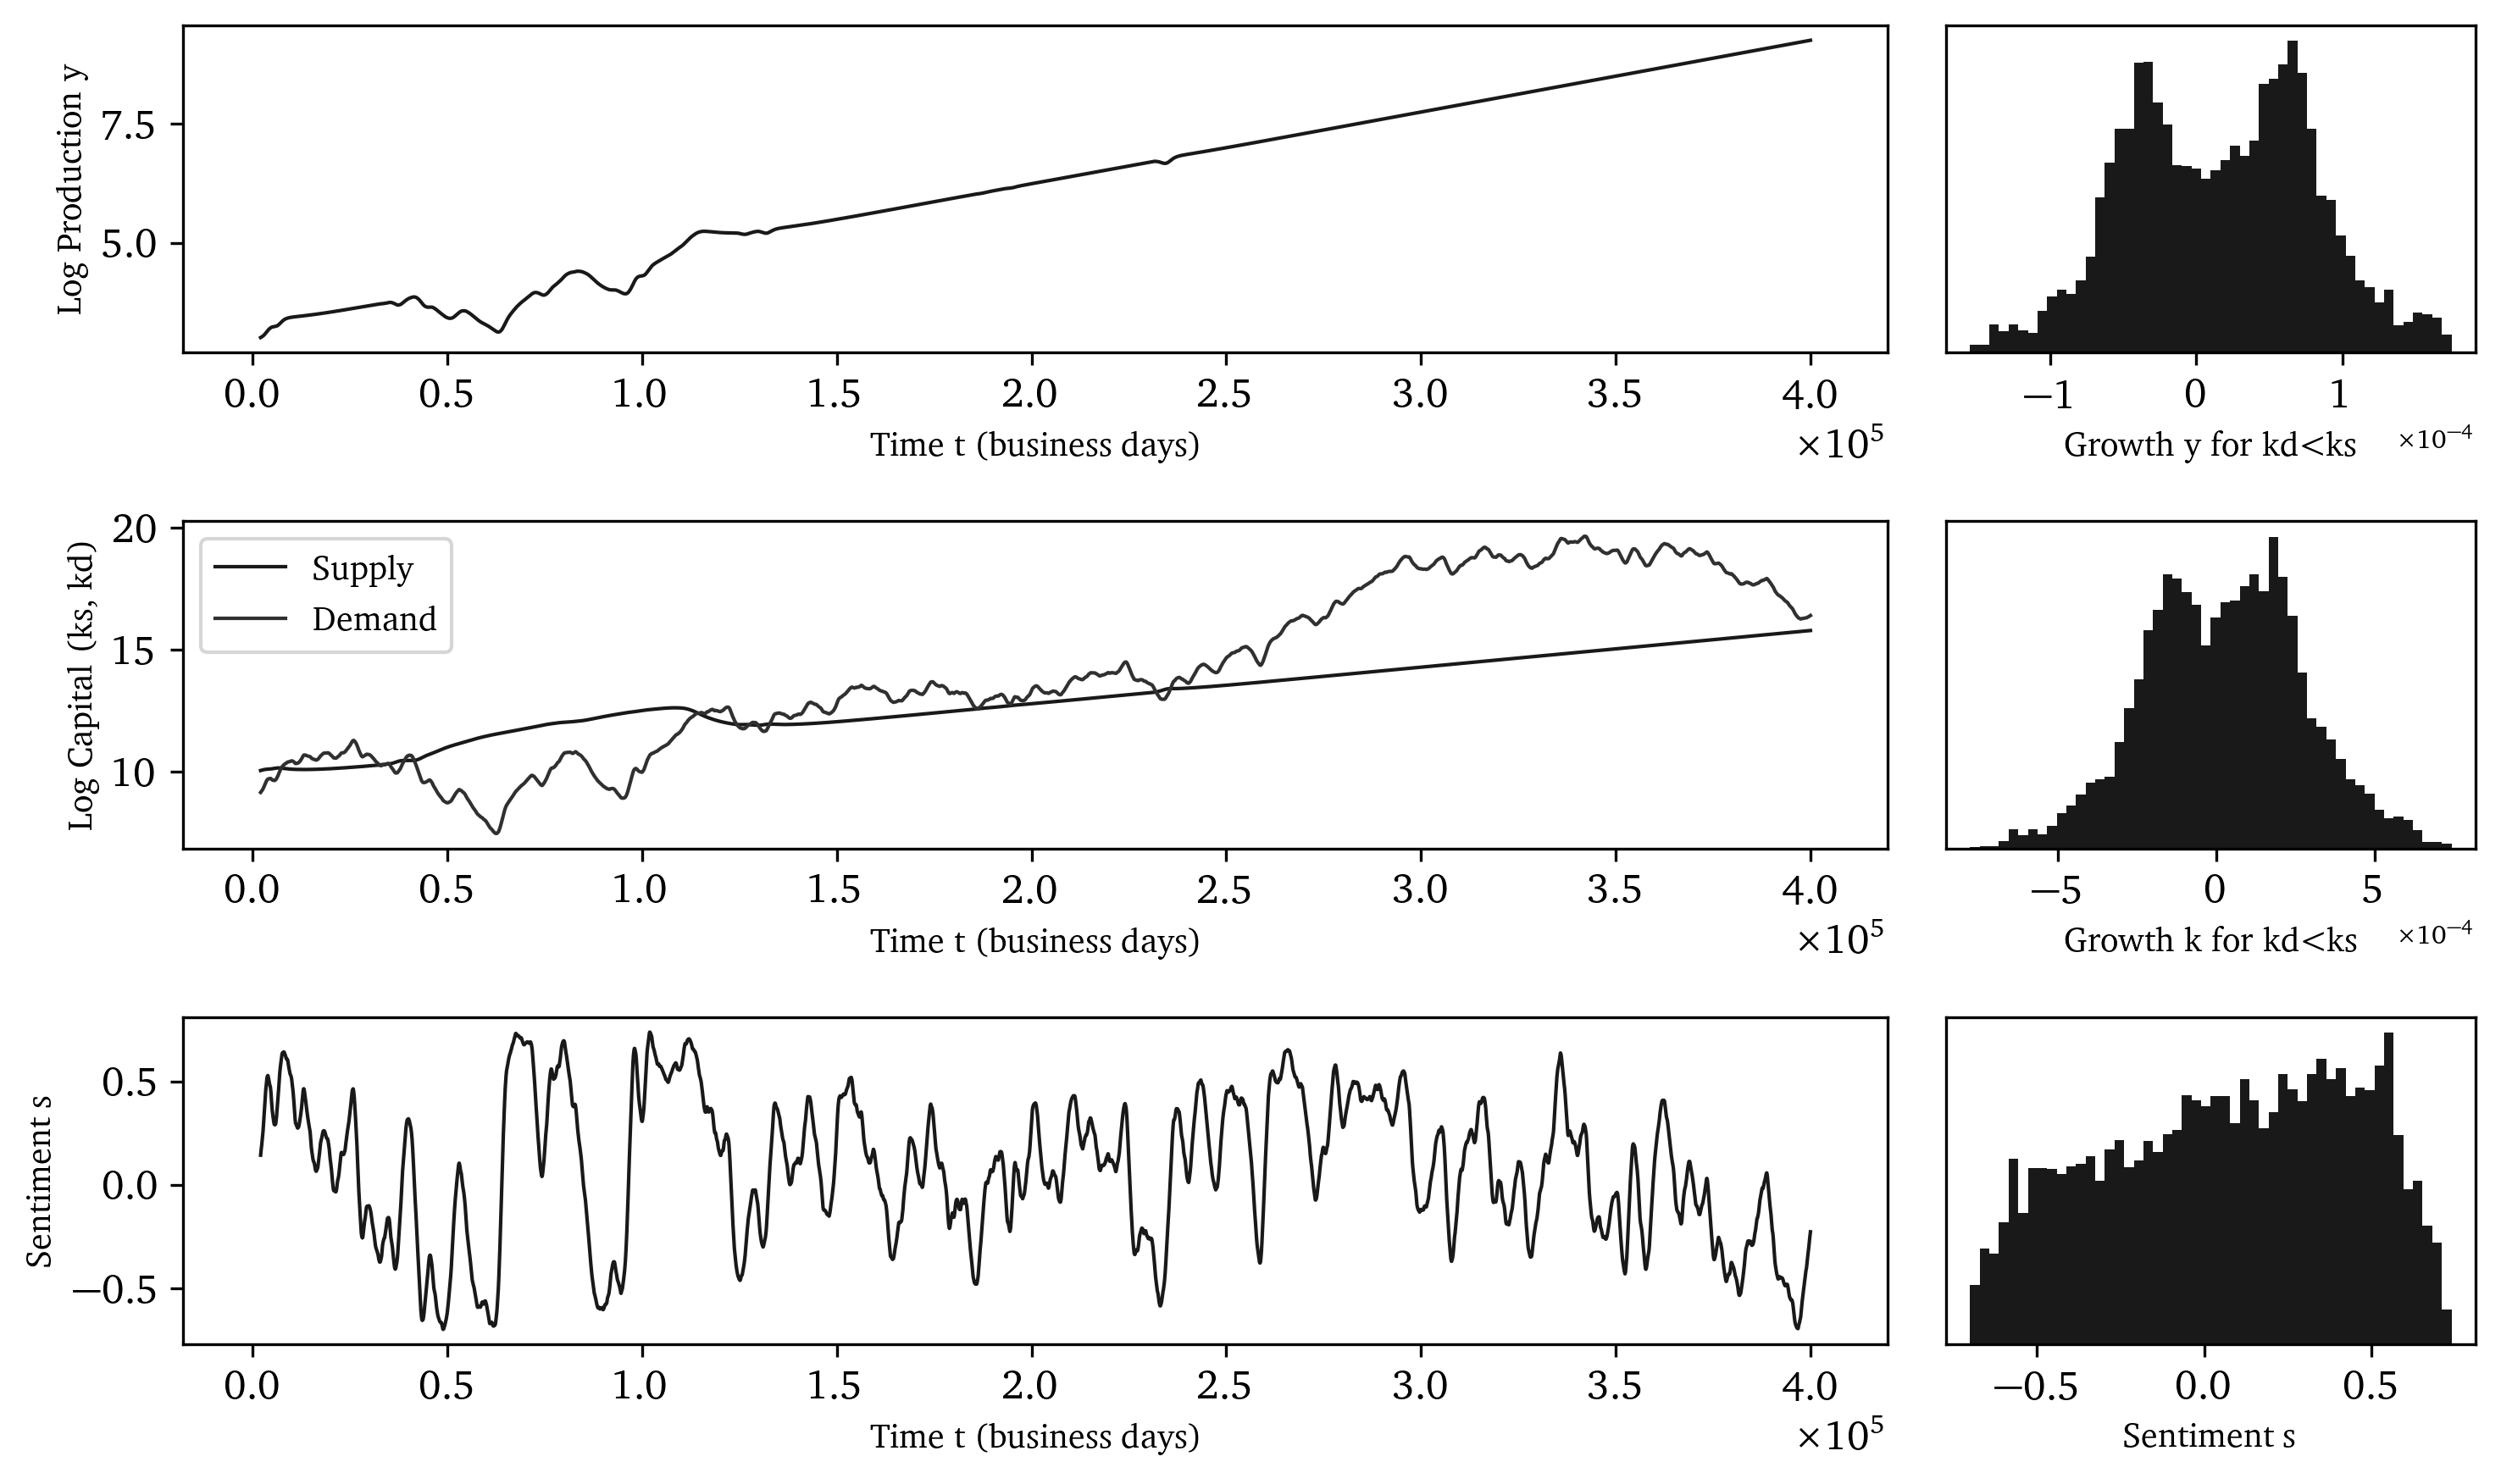 Log Production y
7.5
5.0
0.0 0.5 1.0 1.5 2.0 2.5 3.0 3.5 4.0
Time t (business days)
×10⁵
−1 0 1
Growth y for kd<ks
×10⁻⁴
Log Capital (ks, kd)
20
15
10
Supply
Demand
0.0 0.5 1.0 1.5 2.0 2.5 3.0 3.5 4.0
Time t (business days)
×10⁵
−5 0 5
Growth k for kd<ks
×10⁻⁴
Sentiment s
0.5
0.0
−0.5
0.0 0.5 1.0 1.5 2.0 2.5 3.0 3.5 4.0
Time t (business days)
×10⁵
−0.5 0.0 0.5
Sentiment s